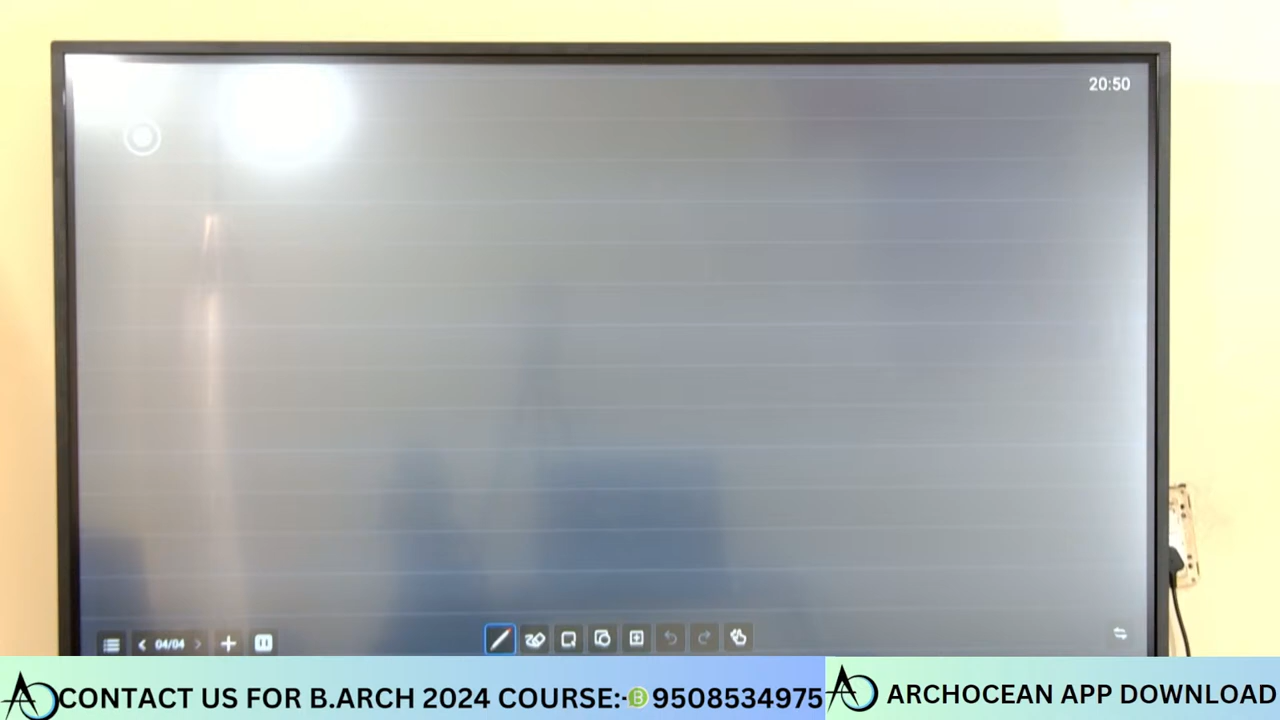 20:50
04/04
CONTACT US FOR B.ARCH 2024 COURSE:- 9508534975
ARCHOCEAN APP DOWNLOAD